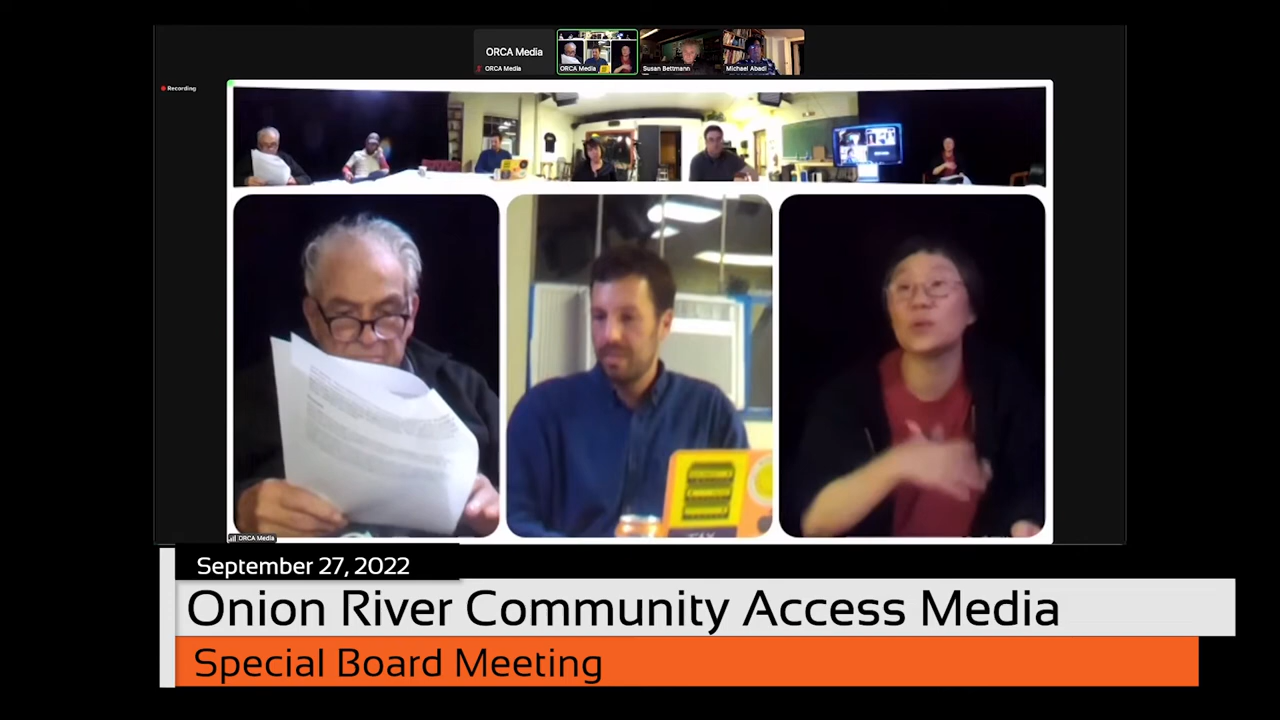 ORCA Media
ORCA Media
ORCA Media
Susan Bettmann
Michael Abadi
Recording
ORCA Media
September 27, 2022
Onion River Community Access Media
Special Board Meeting